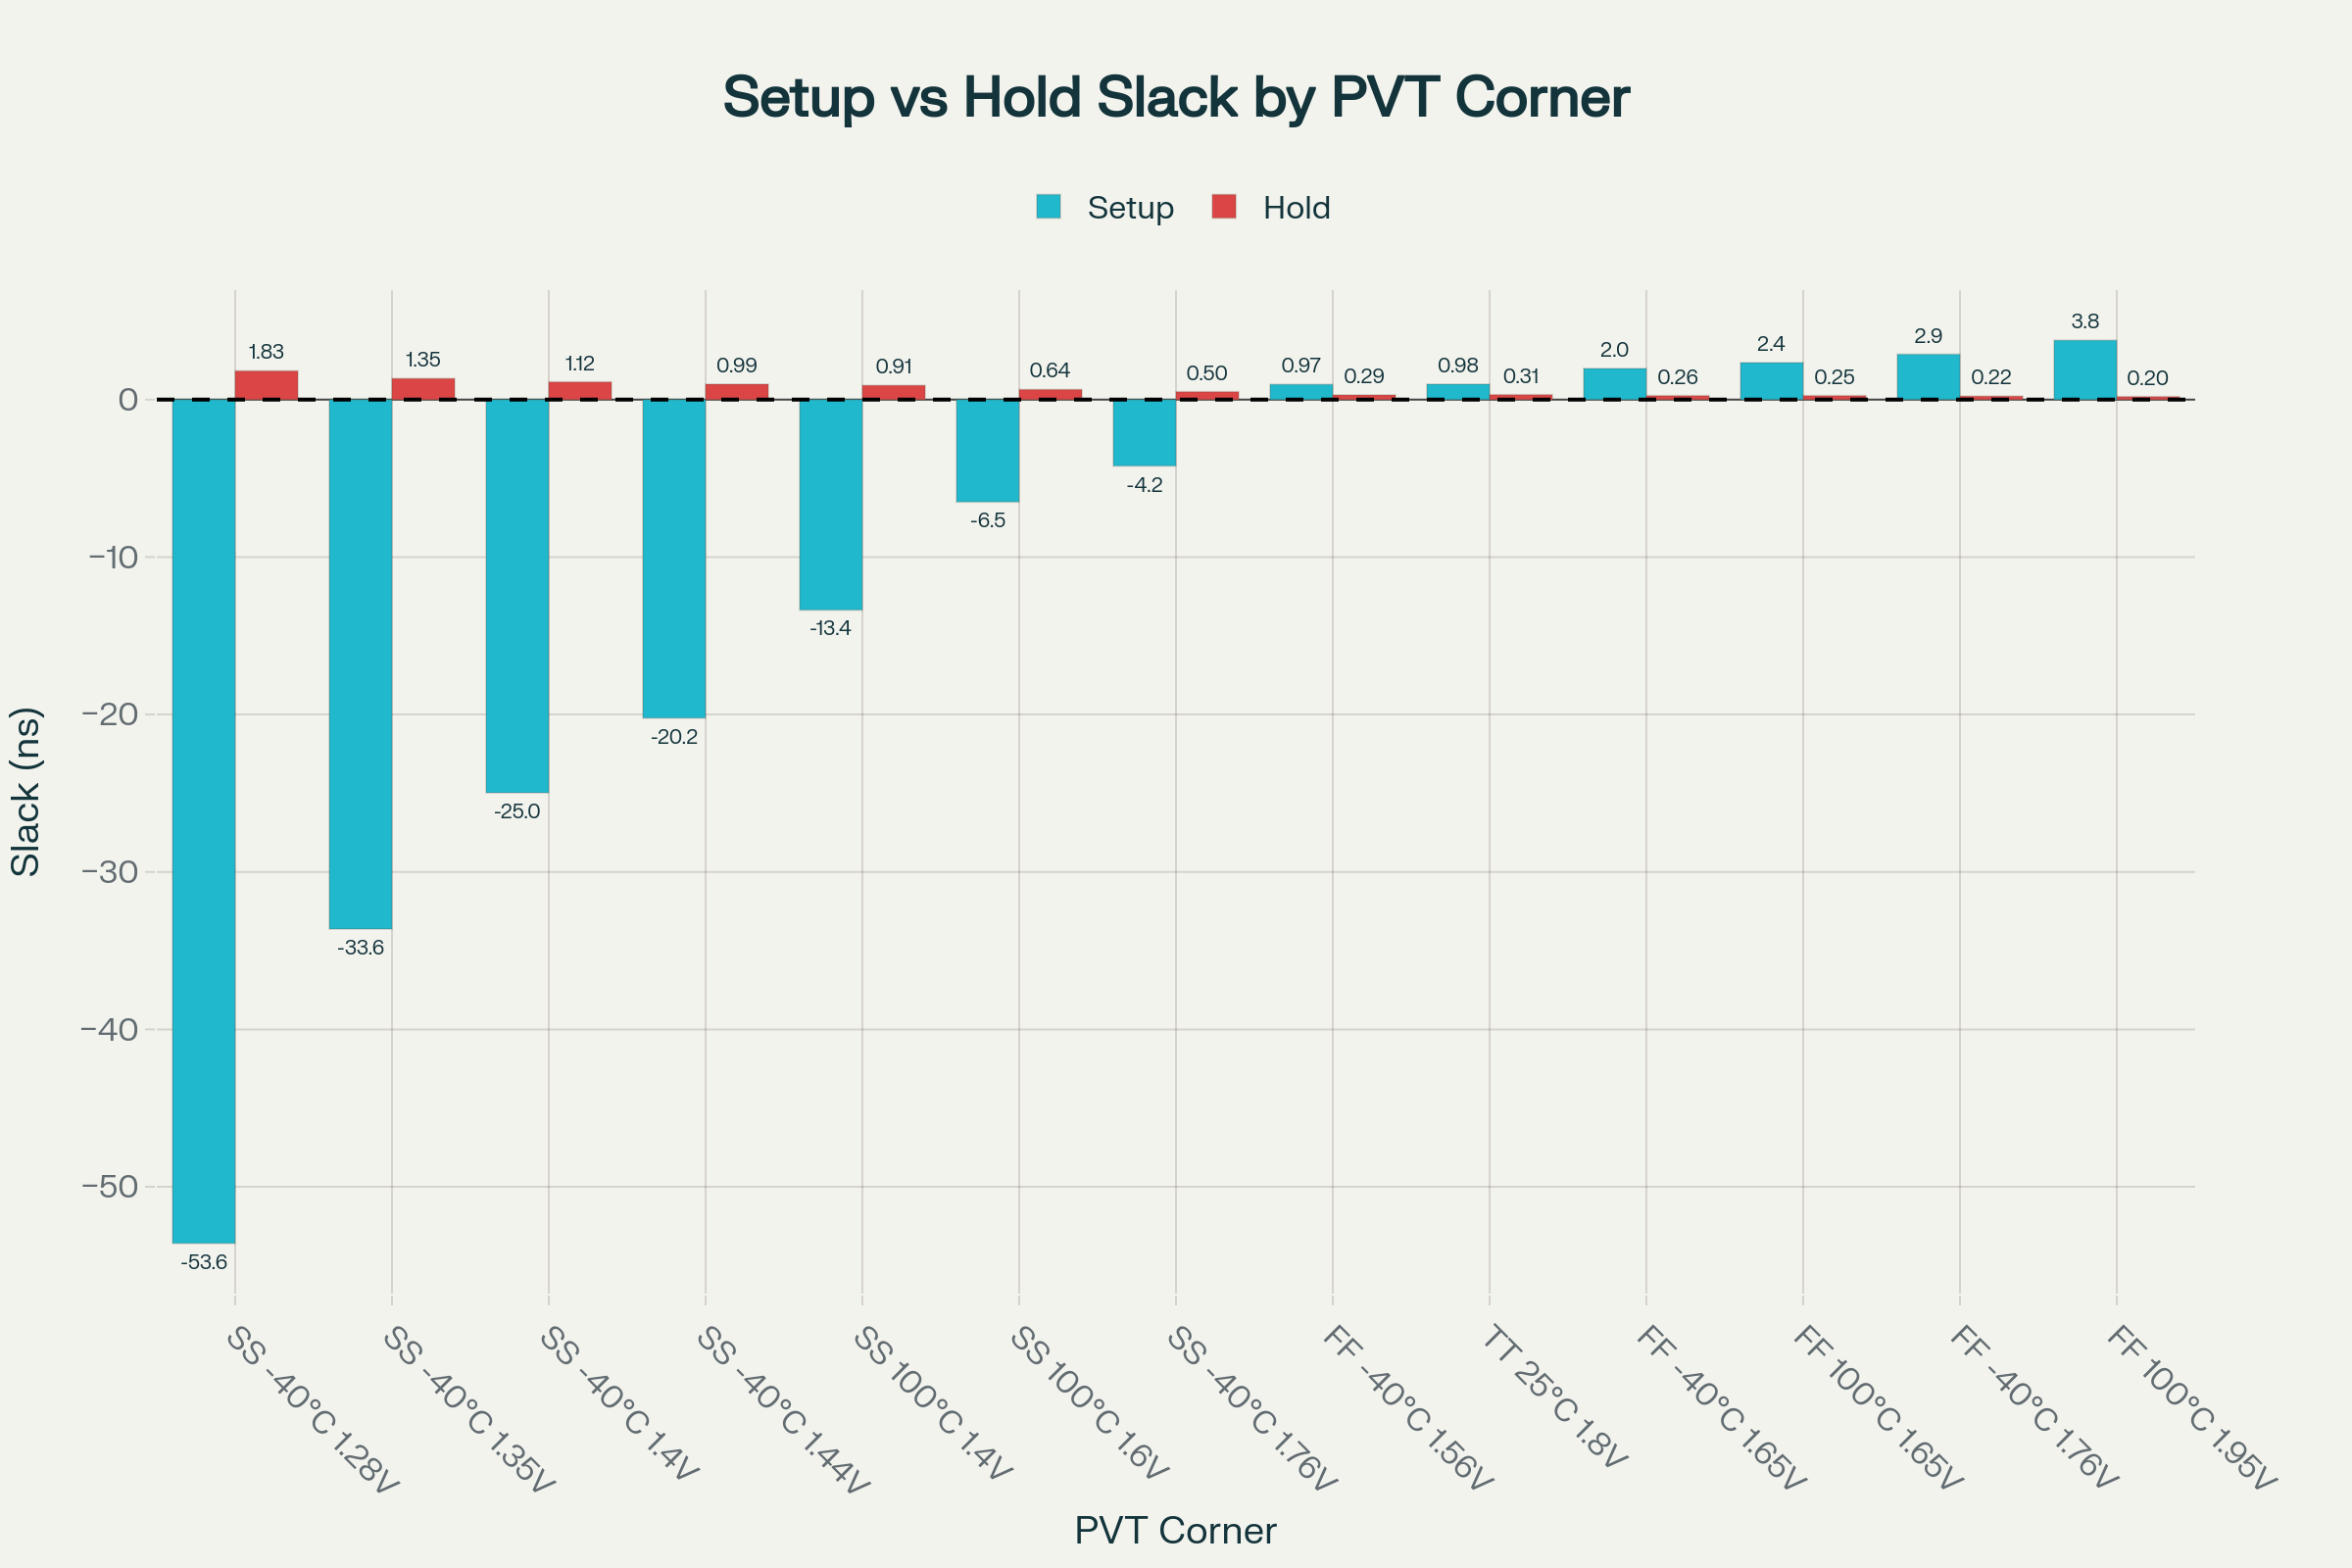 Setup vs Hold Slack by PVT Corner
Setup
Hold
1.83
1.35
1.12
0.99
0.91
0.64
0.50
0.97
0.29
0.98
0.31
2.0
0.26
2.4
0.25
2.9
0.22
3.8
0.20
0
−10
−20
−30
−40
−50
-53.6
-33.6
-25.0
-20.2
-13.4
-6.5
-4.2
Slack (ns)
SS -40°C 1.28V
SS -40°C 1.35V
SS -40°C 1.4V
SS -40°C 1.44V
SS 100°C 1.4V
SS 100°C 1.6V
SS -40°C 1.76V
FF -40°C 1.56V
TT 25°C 1.8V
FF -40°C 1.65V
FF 100°C 1.65V
FF -40°C 1.76V
FF 100°C 1.95V
PVT Corner